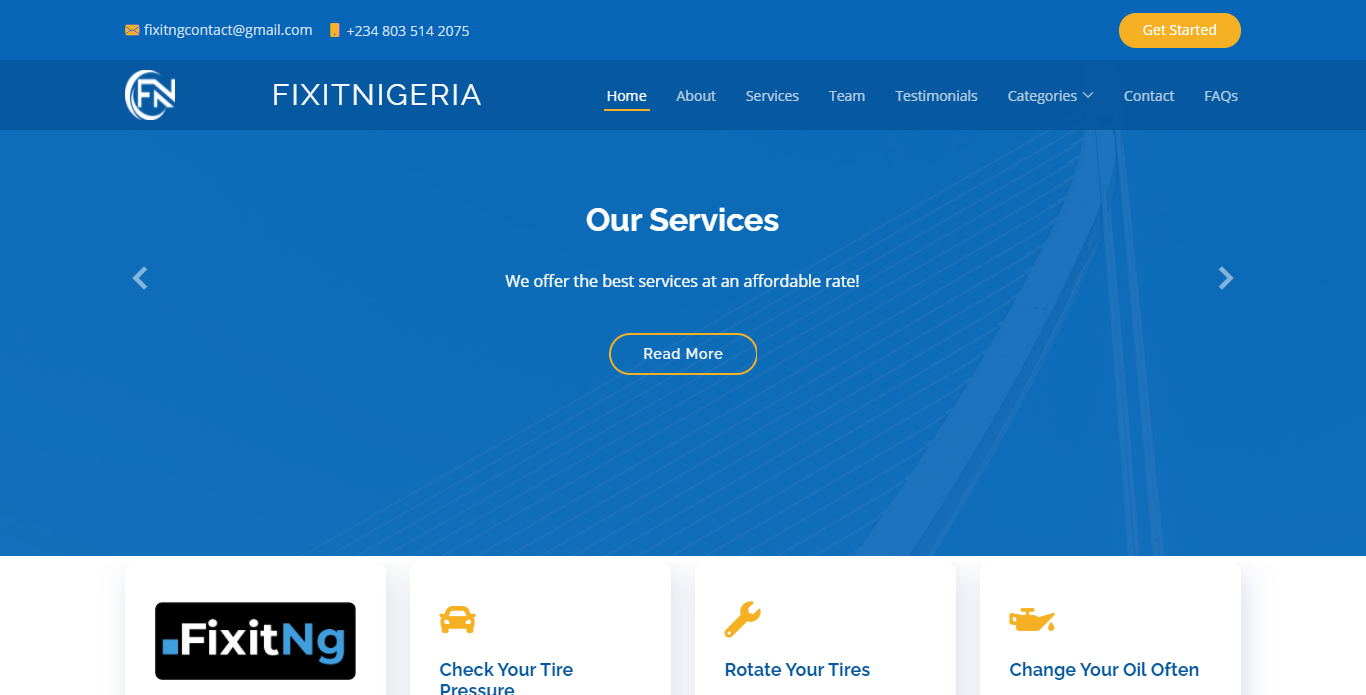 fixitngcontact@gmail.com +234 803 514 2075 Get Started
FN FIXITNIGERIA Home About Services Team Testimonials Categories Contact FAQs
Our Services
We offer the best services at an affordable rate!
Read More
FixitNg
Check Your Tire
Pressure
Rotate Your Tires
Change Your Oil Often